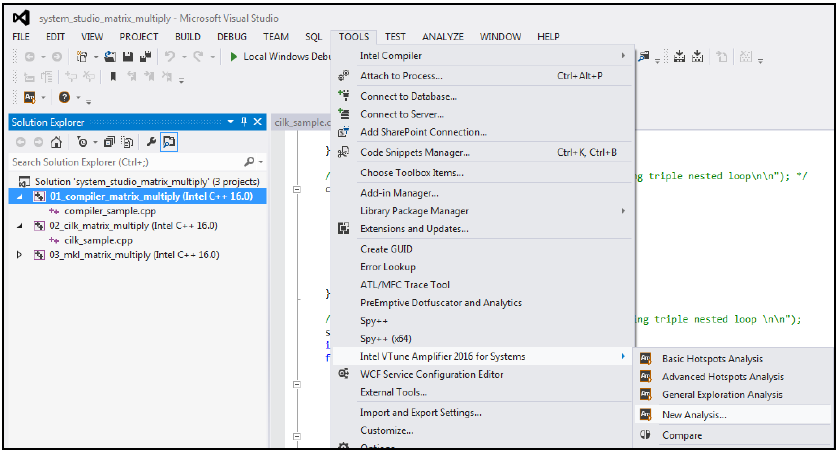 system_studio_matrix_multiply - Microsoft Visual Studio
FILE EDIT VIEW PROJECT BUILD DEBUG TEAM SQL TOOLS TEST ANALYZE WINDOW HELP
Local Windows Debu
Solution Explorer
Search Solution Explorer (Ctrl+;)
Solution 'system_studio_matrix_multiply' (3 projects)
01_compiler_matrix_multiply (Intel C++ 16.0)
compiler_sample.cpp
02_cilk_matrix_multiply (Intel C++ 16.0)
cilk_sample.cpp
03_mkl_matrix_multiply (Intel C++ 16.0)
cilk_sample.c
}
/
ng triple nested loop\n\n"); */
}
/
ing triple nested loop \n\n");
s
i
f
Intel Compiler
Attach to Process... Ctrl+Alt+P
Connect to Database...
Connect to Server...
Add SharePoint Connection...
Code Snippets Manager... Ctrl+K, Ctrl+B
Choose Toolbox Items...
Add-in Manager...
Library Package Manager
Extensions and Updates...
Create GUID
Error Lookup
ATL/MFC Trace Tool
PreEmptive Dotfuscator and Analytics
Spy++
Spy++ (x64)
Intel VTune Amplifier 2016 for Systems
WCF Service Configuration Editor
External Tools...
Import and Export Settings...
Customize...
Options...
Basic Hotspots Analysis
Advanced Hotspots Analysis
General Exploration Analysis
New Analysis...
Compare